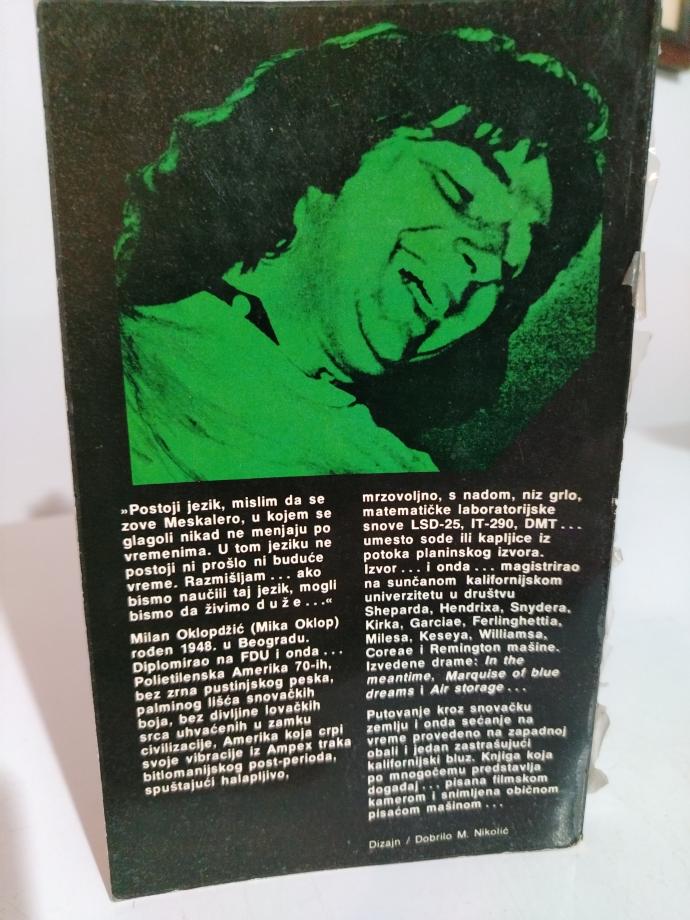 »Postoji jezik, mislim da se
zove Meskalero, u kojem se
glagoli nikad ne menjaju po
vremenima. U tom jeziku ne
postoji ni prošlo ni buduće
vreme. Razmišljam . . . ako
bismo naučili taj jezik, mogli
bismo da živimo d u ž e . . .«
Milan Oklopdžić (Mika Oklop)
rođen 1948. u Beogradu.
Diplomirao na FDU i onda . . .
Polietilenska Amerika 70-ih,
bez zrna pustinjskog peska,
palminog lišća snovačkih
boja, bez divljine lovačkih
srca uhvaćenih u zamku
civilizacije, Amerika koja crpi
svoje vibracije iz Ampex traka
bitlomanijskog post-perioda,
spuštajući halapljivo,
mrzovoljno, s nadom, niz grlo,
matematičke laboratorijske
snove LSD-25, IT-290, DMT . . .
umesto sode ili kapljice iz
potoka planinskog izvora.
Izvor . . . i onda . . . magistrirao
na sunčanom kalifornijskom
univerzitetu u društvu
Sheparda, Hendrixa, Snydera,
Kirka, Garciae, Ferlinghettia,
Milesa, Keseya, Williamsa,
Coreae i Remington mašine.
Izvedene drame: In the
meantime, Marquise of blue
dreams i Air storage . . .
Putovanje kroz snovačku
zemlju i onda sećanje na
vreme provedeno na zapadnoj
obali i jedan zastrašujući
kalifornijski bluz. Knjiga koja
po mnogočemu predstavlja
događaj . . . pisana filmskom
kamerom i snimljena običnom
pisaćom mašinom . . .
Dizajn / Dobrilo M. Nikolić